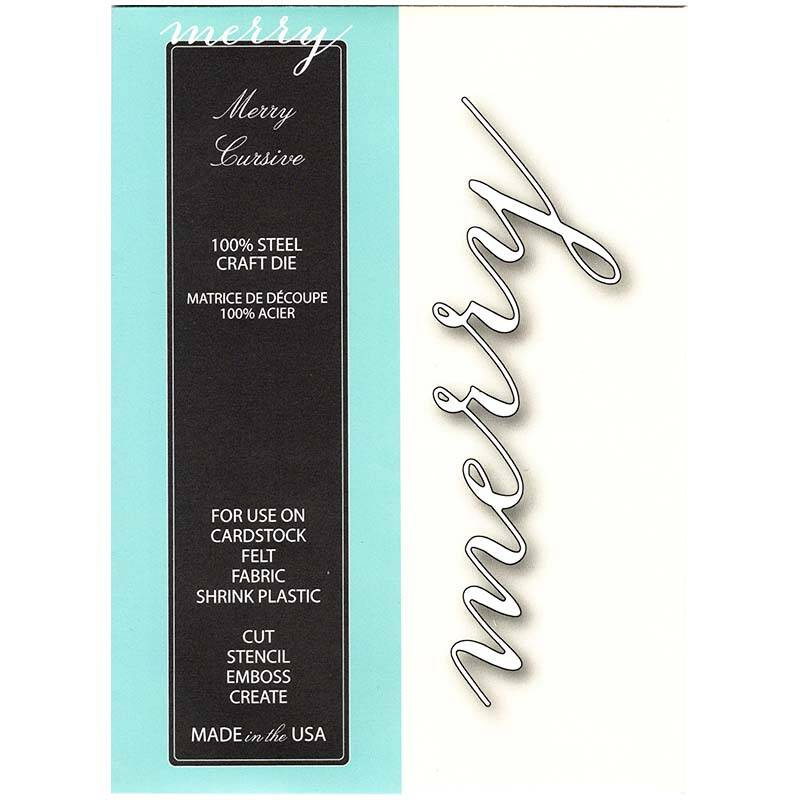 merry
Merry
Cursive
100% STEEL
CRAFT DIE
MATRICE DE DÉCOUPE
100% ACIER
FOR USE ON
CARDSTOCK
FELT
FABRIC
SHRINK PLASTIC
CUT
STENCIL
EMBOSS
CREATE
MADE in the USA
merry